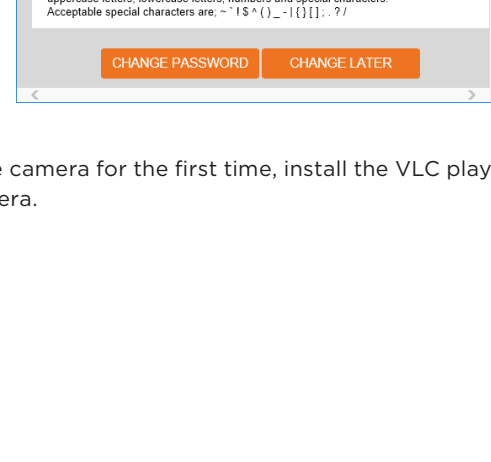 uppercase letters, lowercase letters, numbers and special characters.
Acceptable special characters are; ~ ` ! $ ^ ( ) _ - | { } [ ] ; . ? /
CHANGE PASSWORD CHANGE LATER
camera for the first time, install the VLC play
era.